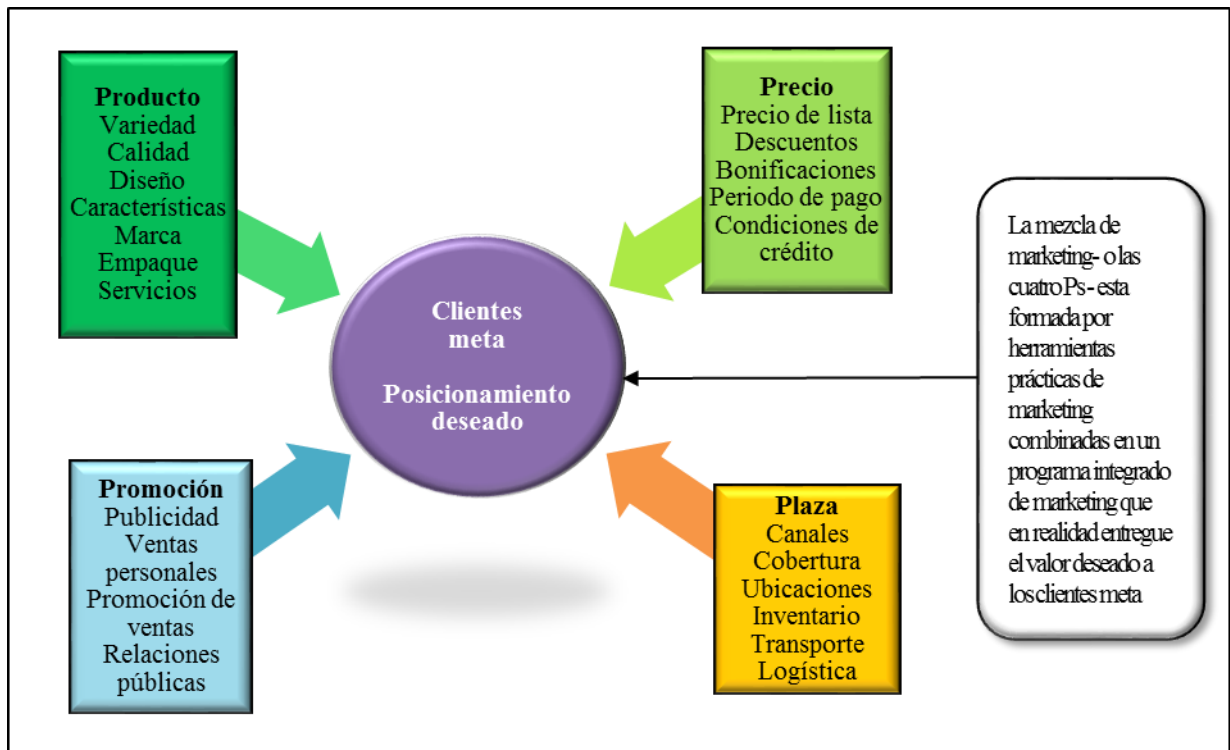 Producto
Variedad
Calidad
Diseño
Características
Marca
Empaque
Servicios
Precio
Precio de lista
Descuentos
Bonificaciones
Periodo de pago
Condiciones de
crédito
Clientes
meta
Posicionamiento
deseado
La mezcla de
marketing- o las
cuatro Ps- esta
formada por
herramientas
prácticas de
marketing
combinadas en un
programa integrado
de marketing que
en realidad entregue
el valor deseado a
los clientes meta
Promoción
Publicidad
Ventas
personales
Promoción de
ventas
Relaciones
públicas
Plaza
Canales
Cobertura
Ubicaciones
Inventario
Transporte
Logística